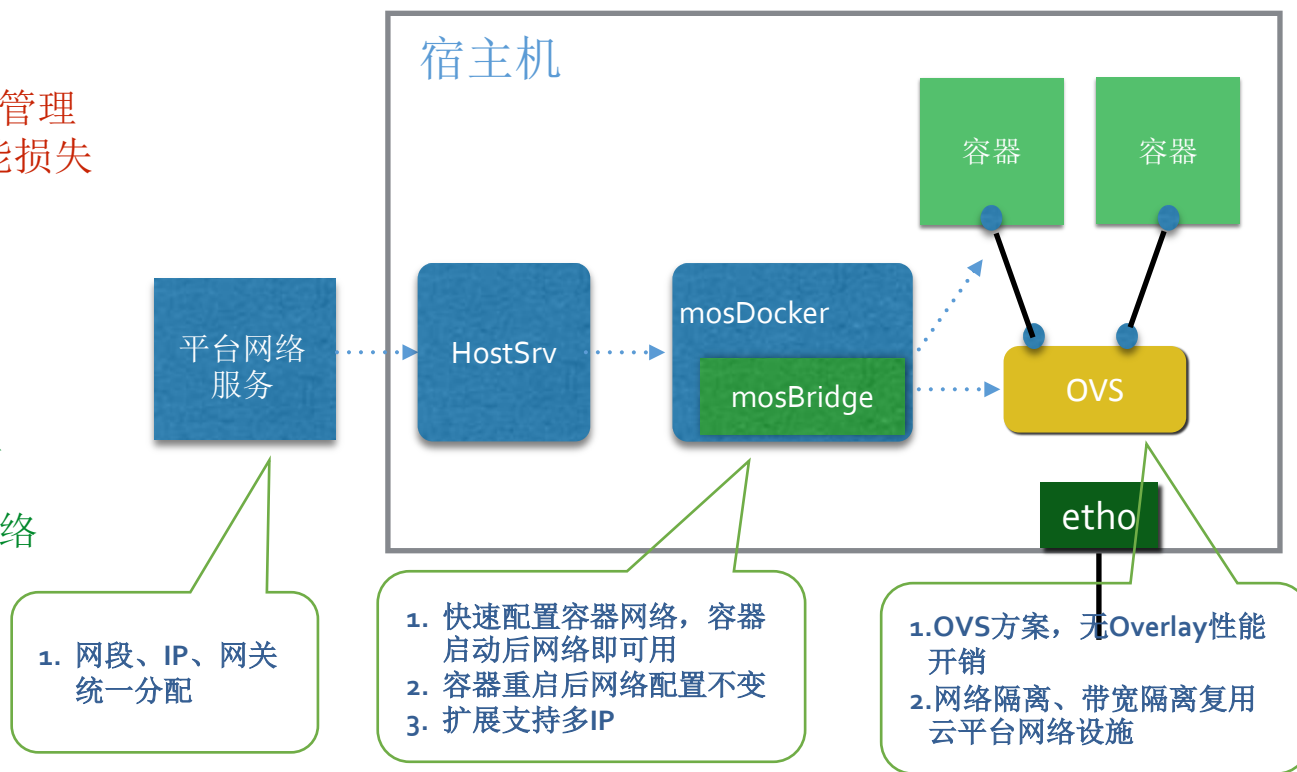 宿主机
管理
能损失
容器
容器
平台网络
服务
HostSrv
mosDocker
mosBridge
OVS
络
eth0
1. 网段、IP、网关
统一分配
1. 快速配置容器网络，容器
启动后网络即可用
2. 容器重启后网络配置不变
3. 扩展支持多IP
1.OVS方案，无Overlay性能
开销
2.网络隔离、带宽隔离复用
云平台网络设施